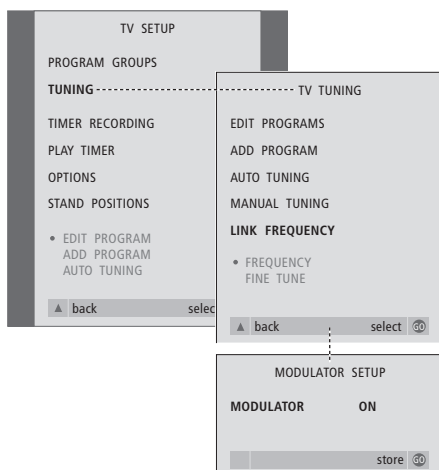 TV SETUP
PROGRAM GROUPS
TUNING
TIMER RECORDING
PLAY TIMER
OPTIONS
STAND POSITIONS
• EDIT PROGRAM
ADD PROGRAM
AUTO TUNING
▲ back selec
TV TUNING
EDIT PROGRAMS
ADD PROGRAM
AUTO TUNING
MANUAL TUNING
LINK FREQUENCY
• FREQUENCY
FINE TUNE
▲ back select GO
MODULATOR SETUP
MODULATOR ON
store GO